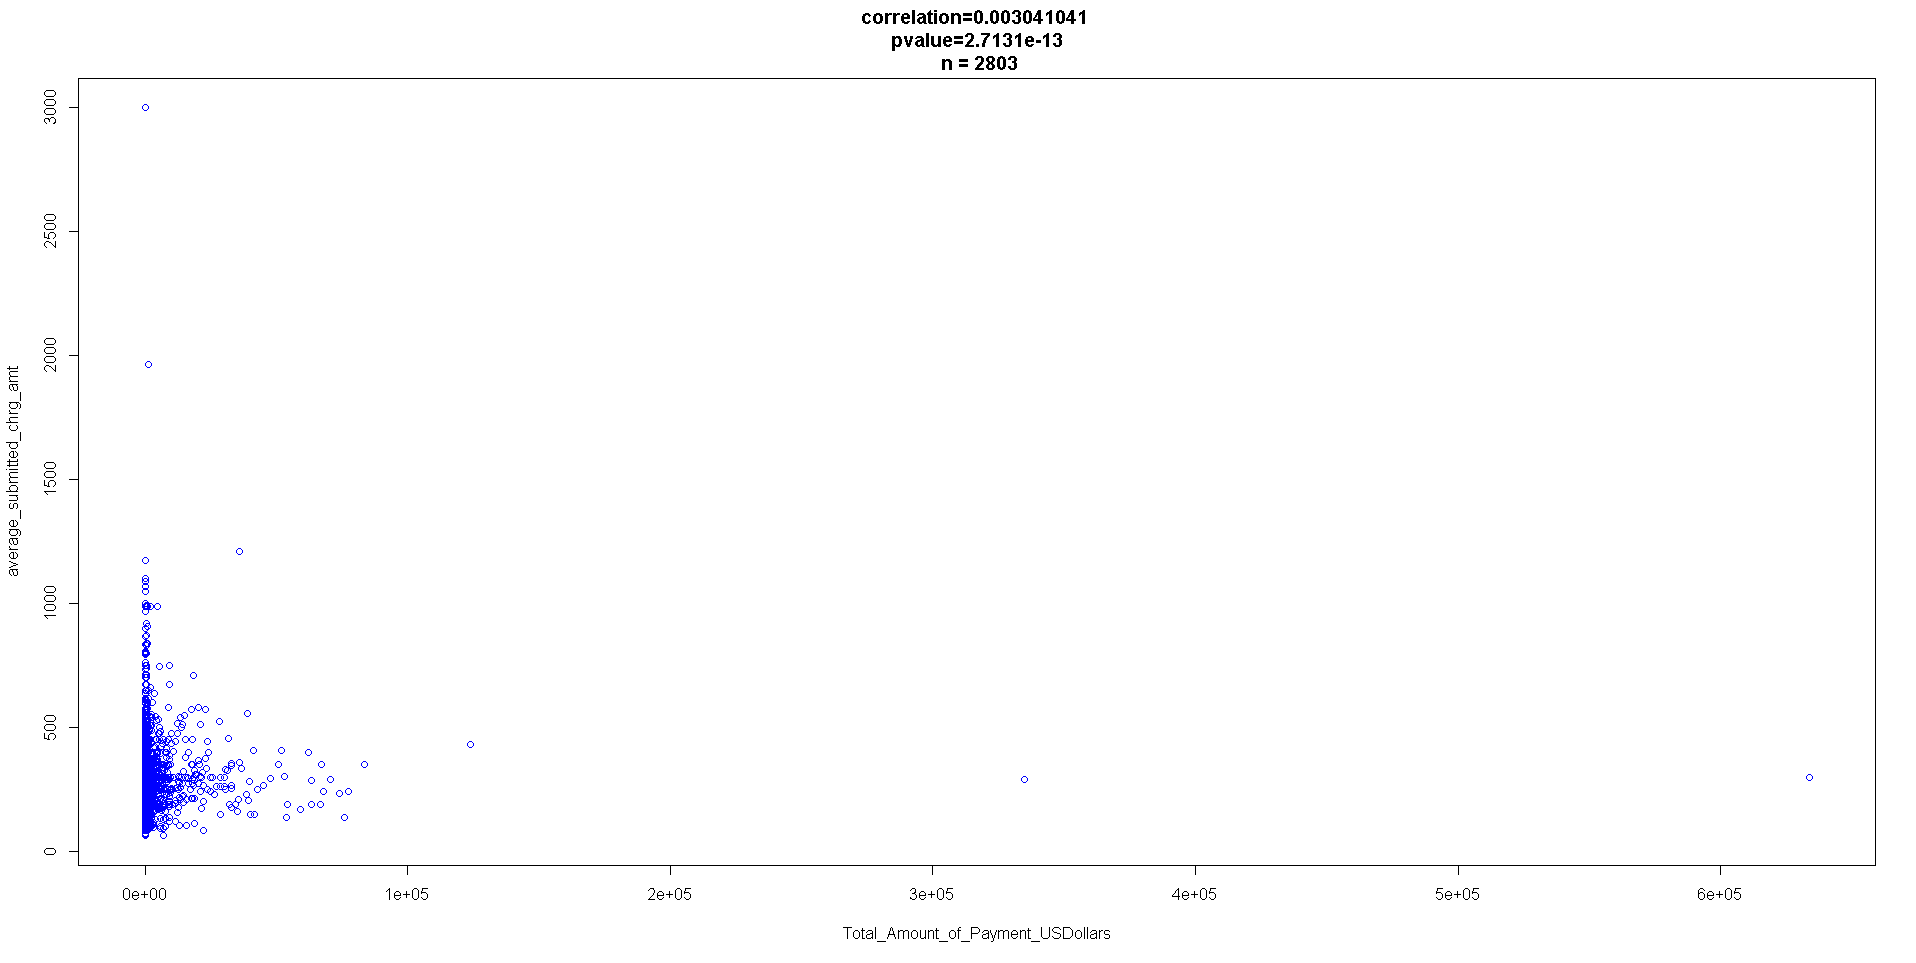 correlation=0.003041041
pvalue=2.7131e-13
n = 2803
average_submitted_chrg_amt
3000
2500
2000
1500
1000
500
0
0e+00 1e+05 2e+05 3e+05 4e+05 5e+05 6e+05
Total_Amount_of_Payment_USDollars